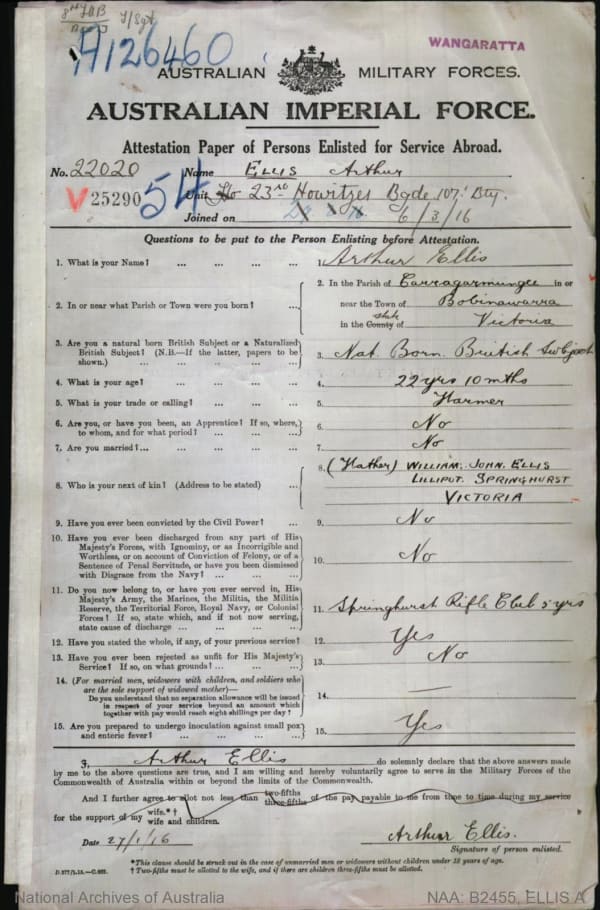 8th FAB
T/Sgt
A126460
WANGARATTA
AUSTRALIAN MILITARY FORCES.
AUSTRALIAN IMPERIAL FORCE.
Attestation Paper of Persons Enlisted for Service Abroad.
No. 22020 Name ELLIS Arthur
V 25290 54 Unit 23RD Howitzer Bgde 107' Bty.
Joined on 6/3/16
Questions to be put to the Person Enlisting before Attestation.
1. What is your Name? ... ... ... ... 1. Arthur Ellis
2. In or near what Parish or Town were you born? ... 2. In the Parish of Carragarmungee in or
near the Town of Bobinawarra
in the County of state Victoria
3. Are you a natural born British Subject or a Naturalized
British Subject? (N.B.—If the latter, papers to be
shown.) ... ... ... ... 3. Nat. Born. British Subject
4. What is your age? ... ... ... ... 4. 22 yrs 10 mths
5. What is your trade or calling? ... ... ... 5. Farmer
6. Are you, or have you been, an Apprentice? If so, where,
to whom, and for what period? ... ... ... 6. No
7. Are you married? ... ... ... ... 7. No
8. Who is your next of kin? (Address to be stated) ... 8. (Father) WILLIAM. JOHN. ELLIS
LILLIPUT. SPRINGHURST
VICTORIA
9. Have you ever been convicted by the Civil Power? ... 9. No
10. Have you ever been discharged from any part of His
Majesty's Forces, with Ignominy, or as Incorrigible and
Worthless, or on account of Conviction of Felony, or of a
Sentence of Penal Servitude, or have you been dismissed
with Disgrace from the Navy? ... ... ... 10. No
11. Do you now belong to, or have you ever served in, His
Majesty's Army, the Marines, the Militia, the Militia
Reserve, the Territorial Force, Royal Navy, or Colonial
Forces? If so, state which, and if not now serving,
state cause of discharge ... ... ... ... 11. Springhurst Rifle Club 5 yrs
12. Have you stated the whole, if any, of your previous service? 12. Yes
13. Have you ever been rejected as unfit for His Majesty's
Service? If so, on what grounds? ... ... ... 13. No
14. (For married men, widowers with children, and soldiers who
are the sole support of widowed mother)—
Do you understand that no separation allowance will be issued
in respect of your service beyond an amount which
together with pay would reach eight shillings per day? 14. —
15. Are you prepared to undergo inoculation against small pox
and enteric fever? ... ... ... ... 15. Yes
I, Arthur Ellis do solemnly declare that the above answers made
by me to the above questions are true, and I am willing and hereby voluntarily agree to serve in the Military Forces of the
Commonwealth of Australia within or beyond the limits of the Commonwealth.
And I further agree to allot not less than two-fifths three-fifths of the pay payable to me from time to time during my service
for the support of my wife.*† wife and children.
Date 27/1/16 Arthur Ellis.
Signature of person enlisted.
*This clause should be struck out in the case of unmarried men or widowers without children under 18 years of age.
† Two-fifths must be allotted to the wife, and if there are children three-fifths must be allotted.
National Archives of Australia NAA: B2455, ELLIS A